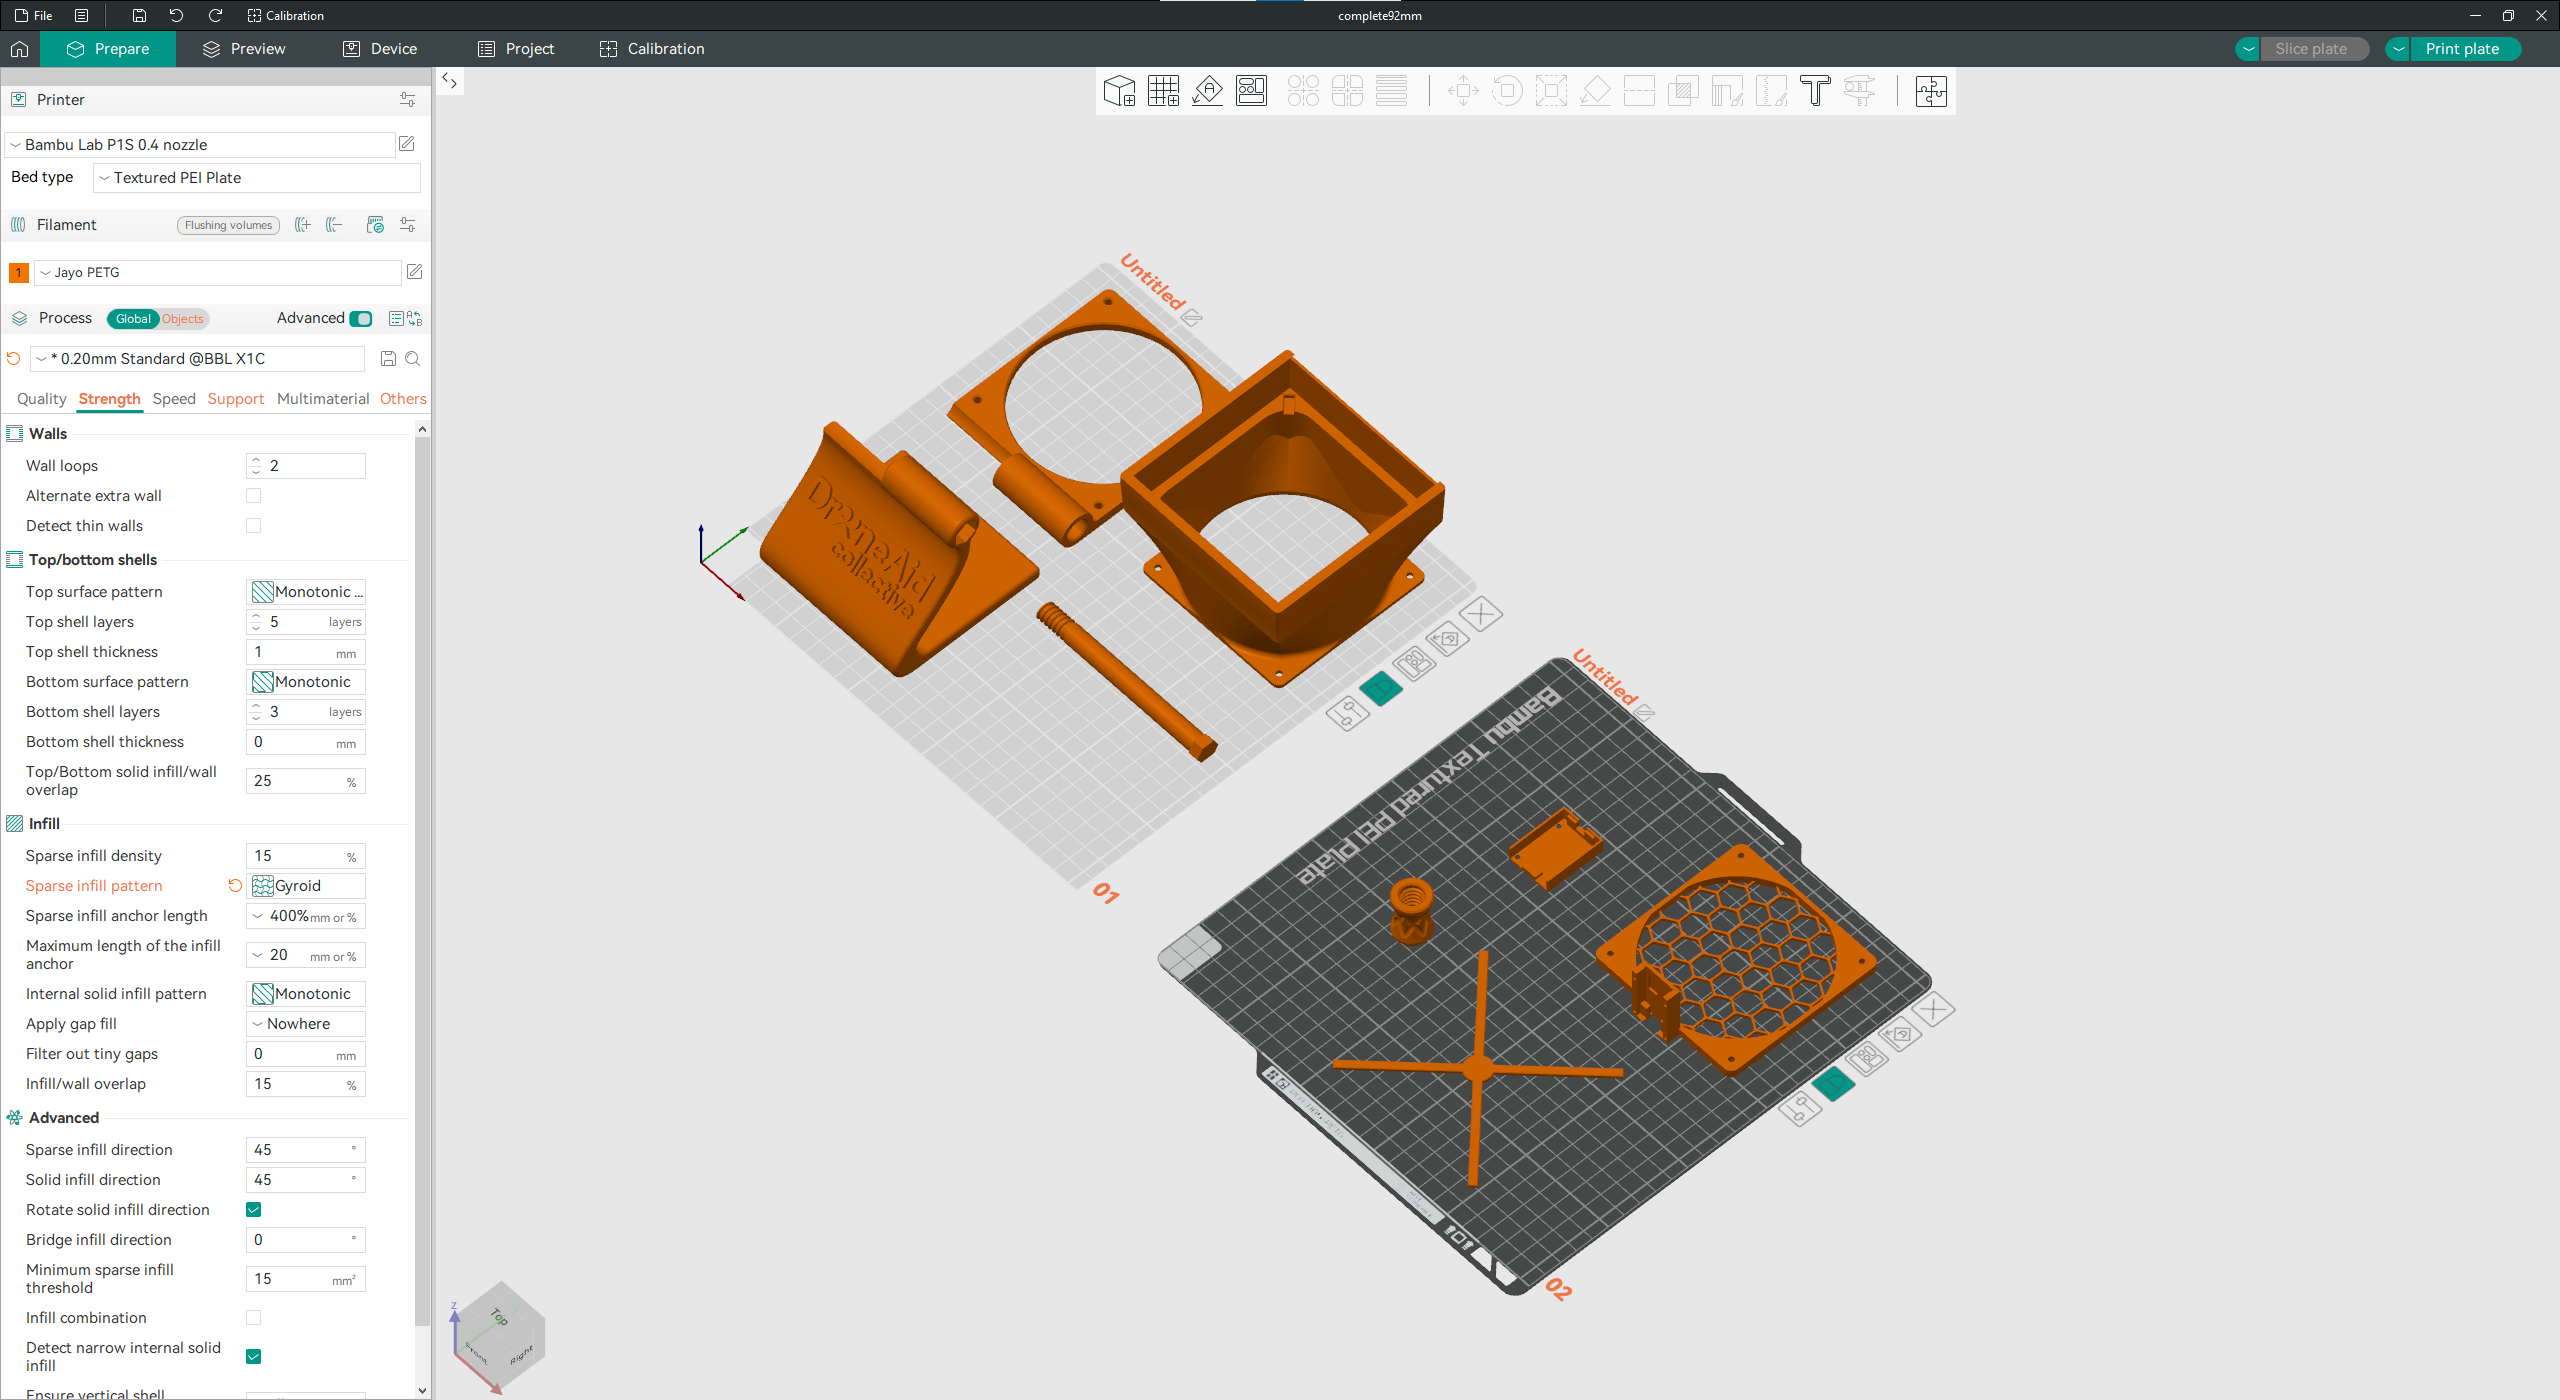 File
Calibration
complete92mm
Prepare
Preview
Device
Project
Calibration
Slice plate
Print plate
Printer
Bambu Lab P1S 0.4 nozzle
Bed type
Textured PEI Plate
Filament
Flushing volumes
1
Jayo PETG
Process
Global
Objects
Advanced
* 0.20mm Standard @BBL X1C
Quality
Strength
Speed
Support
Multimaterial
Others
Walls
Wall loops
2
Alternate extra wall
Detect thin walls
Top/bottom shells
Top surface pattern
Monotonic ...
Top shell layers
5 layers
Top shell thickness
1 mm
Bottom surface pattern
Monotonic
Bottom shell layers
3 layers
Bottom shell thickness
0 mm
Top/Bottom solid infill/wall
overlap
25 %
Infill
Sparse infill density
15 %
Sparse infill pattern
Gyroid
Sparse infill anchor length
400% mm or %
Maximum length of the infill
anchor
20 mm or %
Internal solid infill pattern
Monotonic
Apply gap fill
Nowhere
Filter out tiny gaps
0 mm
Infill/wall overlap
15 %
Advanced
Sparse infill direction
45 °
Solid infill direction
45 °
Rotate solid infill direction
Bridge infill direction
0 °
Minimum sparse infill
threshold
15 mm²
Infill combination
Detect narrow internal solid
infill
Ensure vertical shell
Untitled
DroneAid
collective
01
Untitled
Bambu Textured PEI Plate
02
Z
Top
Front
Right